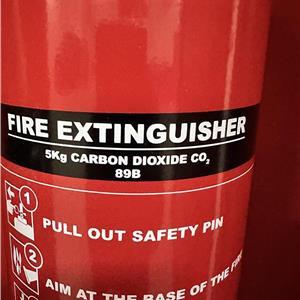 FIRE EXTINGUISHER
5Kg CARBON DIOXIDE CO₂
89B
1
PULL OUT SAFETY PIN
2
AIM AT THE BASE OF THE FIRE